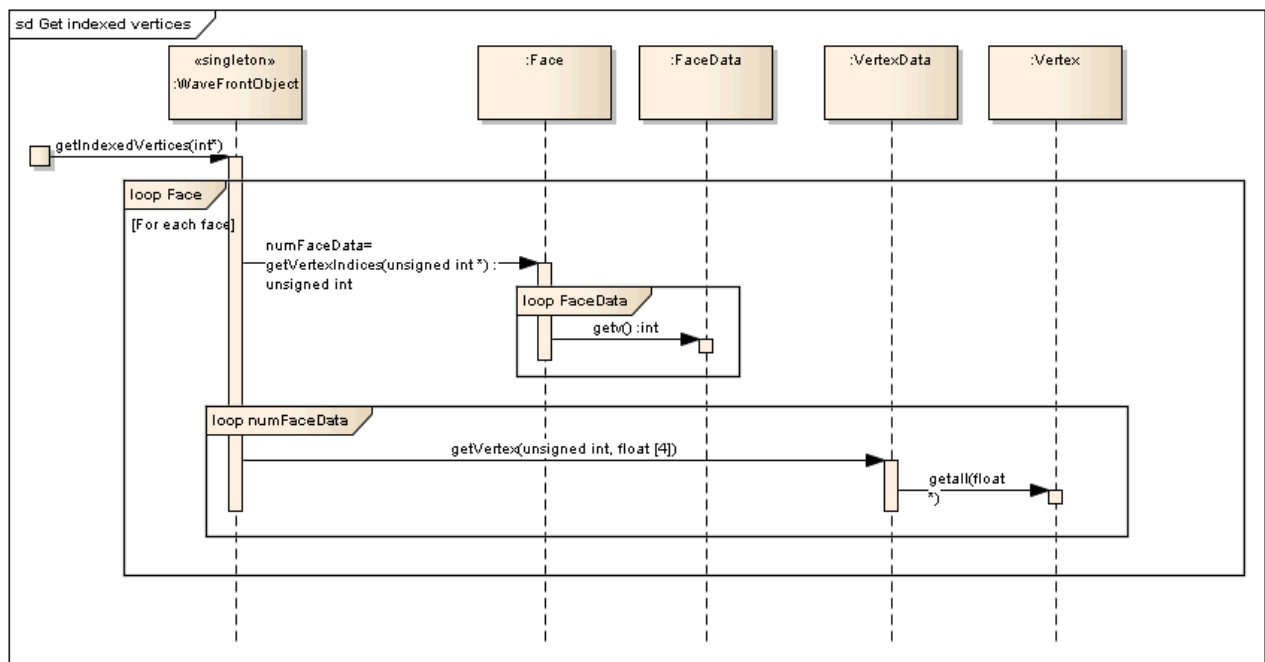 sd Get indexed vertices
«singleton»
:WaveFrontObject
:Face
:FaceData
:VertexData
:Vertex
getIndexedVertices(int*)
loop Face
[For each face]
numFaceData=
getVertexIndices(unsigned int *) :
unsigned int
loop FaceData
getv() :int
loop numFaceData
getVertex(unsigned int, float [4])
getall(float
*)